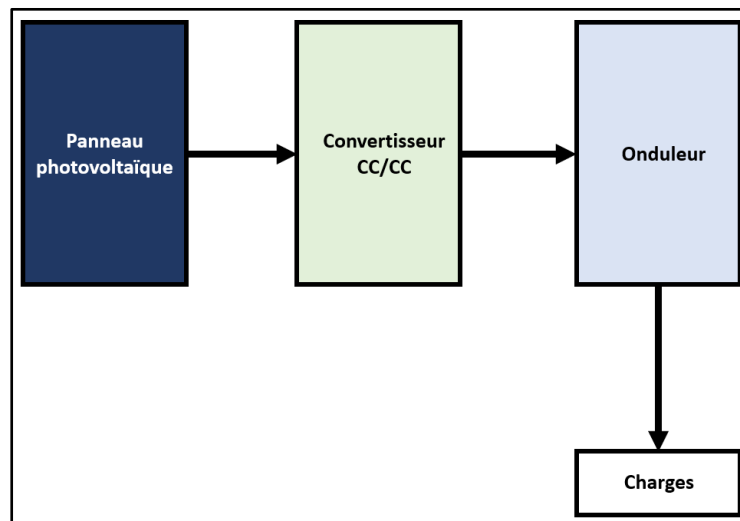 Panneau
photovoltaïque
Convertisseur
CC/CC
Onduleur
Charges